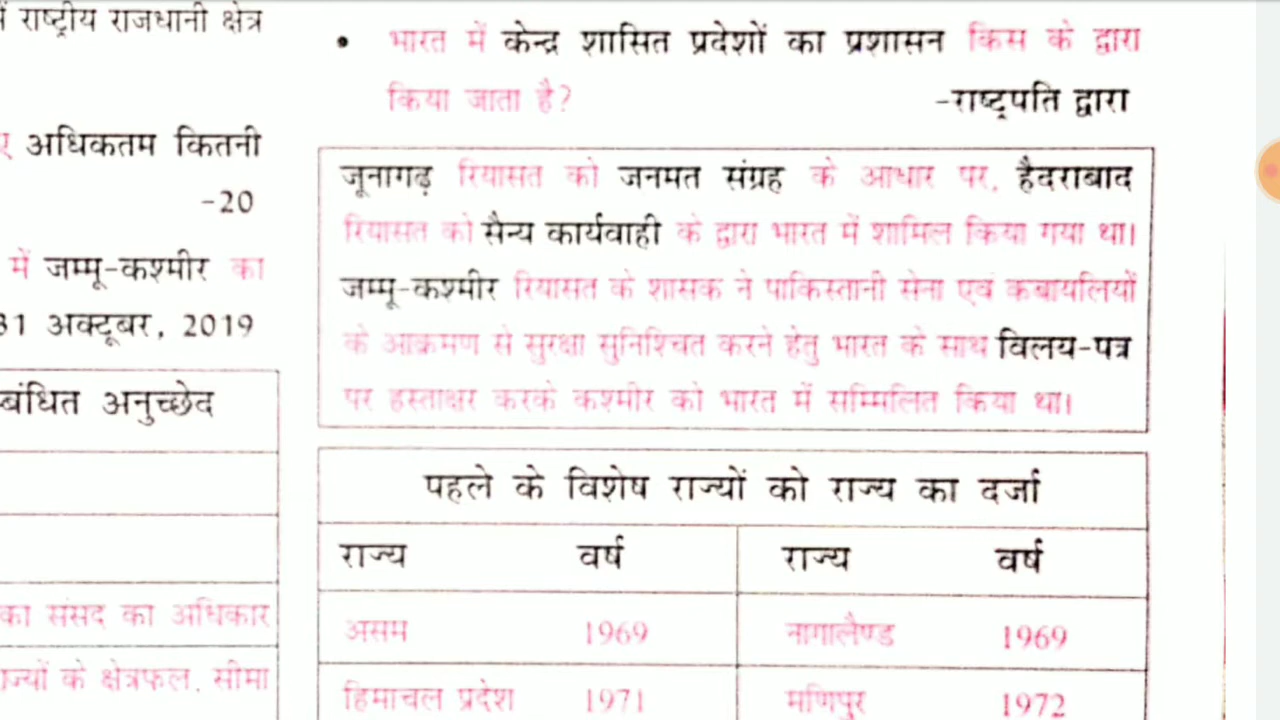 राष्ट्रीय राजधानी क्षेत्र
अधिकतम कितनी
-20
में जम्मू-कश्मीर का
31 अक्टूबर, 2019
बंधित अनुच्छेद
का संसद का अधिकार
ज्यों के क्षेत्रफल, सीमा
• भारत में केन्द्र शासित प्रदेशों का प्रशासन किस के द्वारा
किया जाता है? -राष्ट्रपति द्वारा
जूनागढ़ रियासत को जनमत संग्रह के आधार पर, हैदराबाद
रियासत को सैन्य कार्यवाही के द्वारा भारत में शामिल किया गया था।
जम्मू-कश्मीर रियासत के शासक ने पाकिस्तानी सेना एवं कबायलियों
के आक्रमण से सुरक्षा सुनिश्चित करने हेतु भारत के साथ विलय-पत्र
पर हस्ताक्षर करके कश्मीर को भारत में सम्मिलित किया था।
पहले के विशेष राज्यों को राज्य का दर्जा
राज्य वर्ष राज्य वर्ष
असम 1969 नागालैण्ड 1969
हिमाचल प्रदेश 1971 मणिपुर 1972